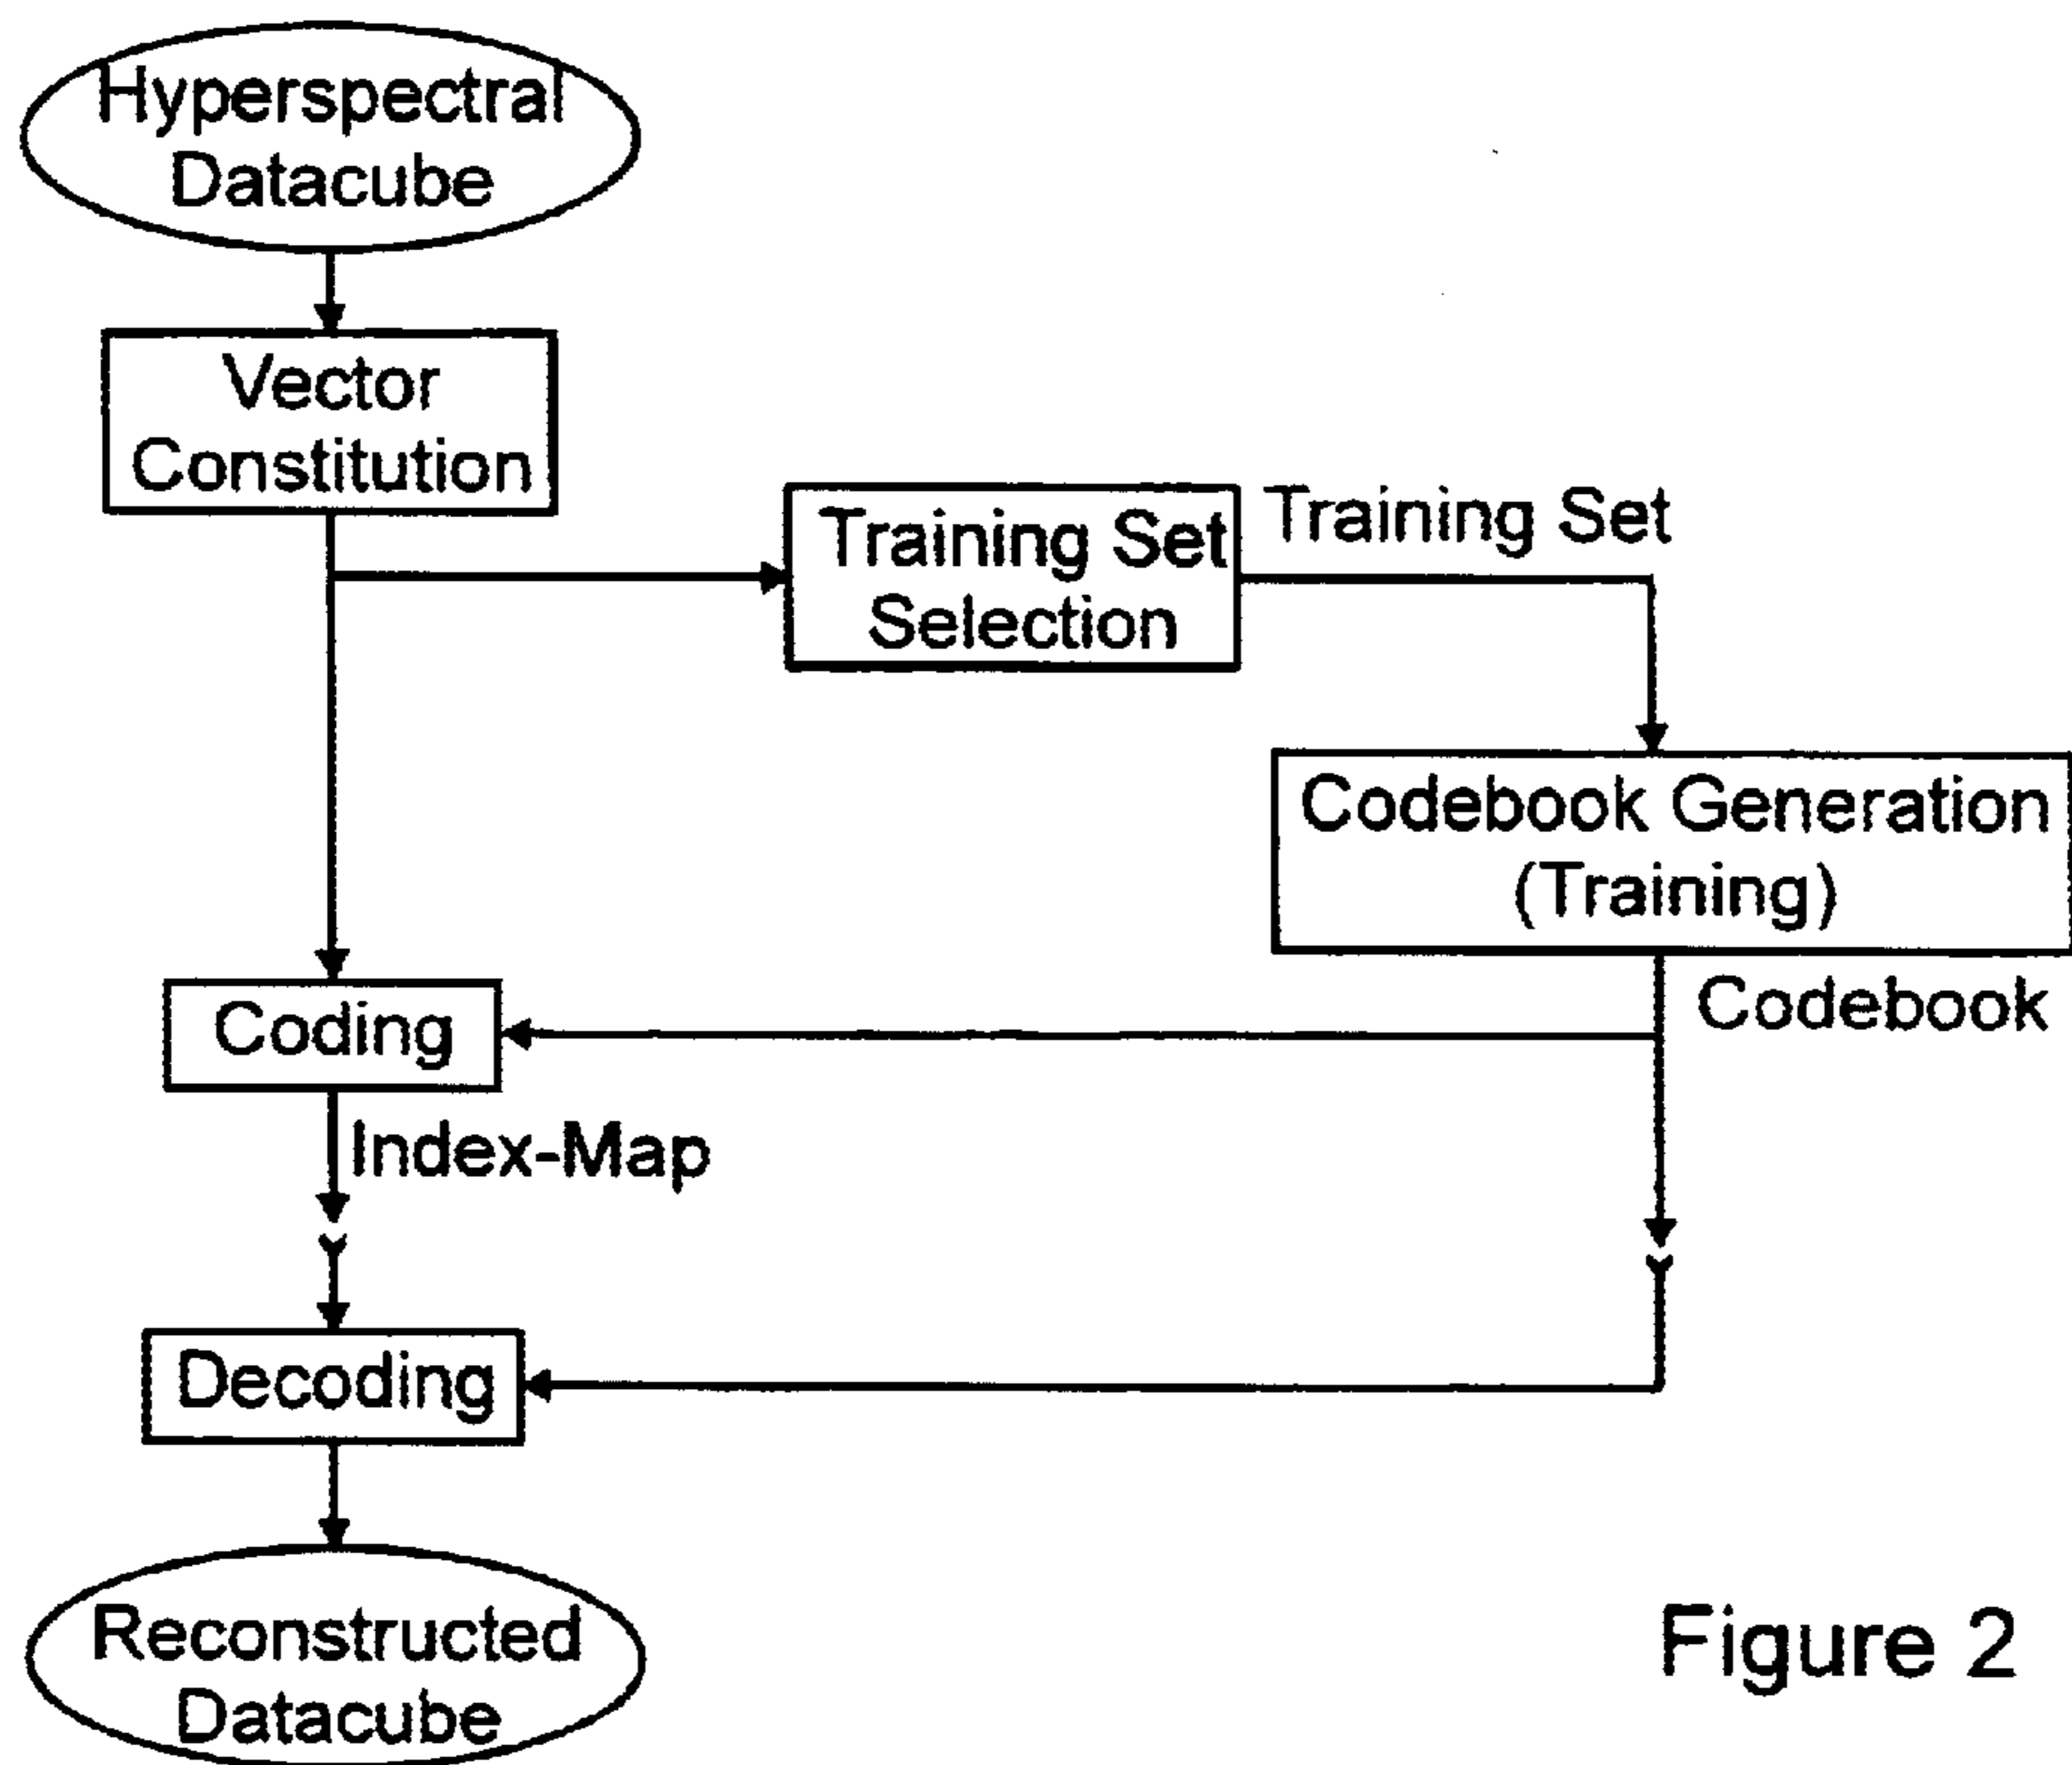 Hyperspectral
Datacube
Vector
Constitution
Training Set
Selection
Training Set
Codebook Generation
(Training)
Codebook
Coding
Index-Map
Decoding
Reconstructed
Datacube
Figure 2